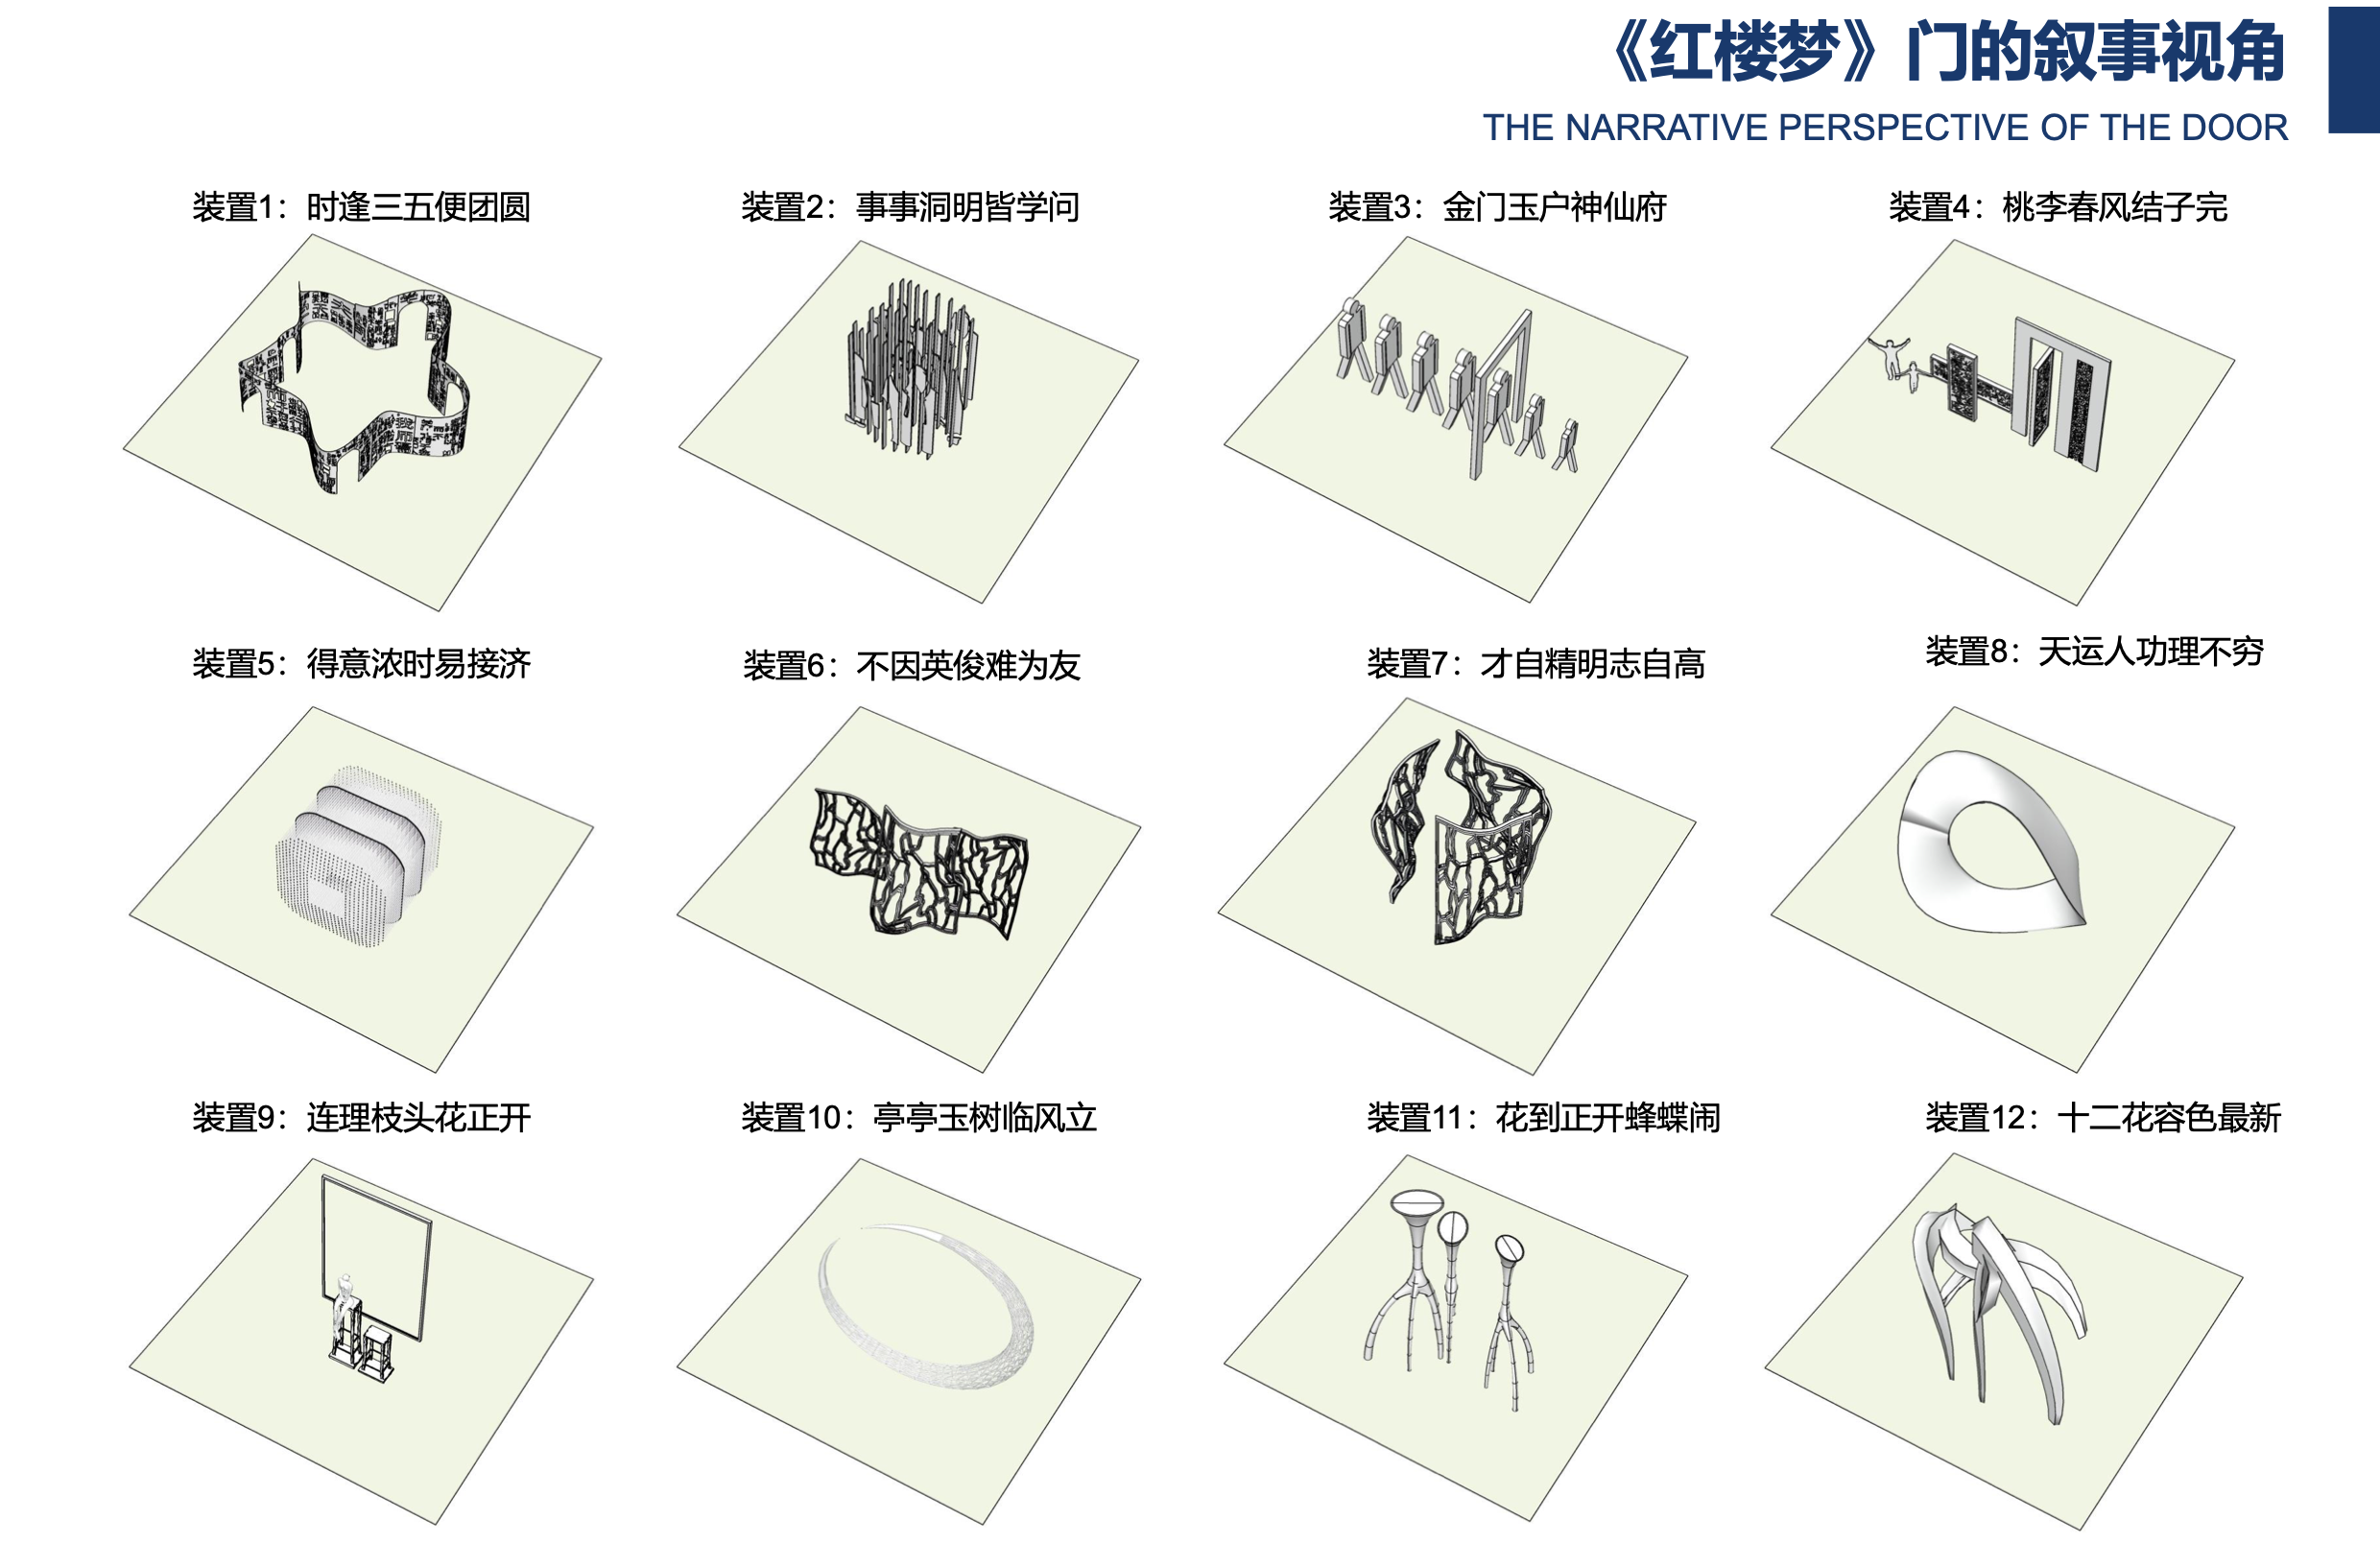 《红楼梦》门的叙事视角
THE NARRATIVE PERSPECTIVE OF THE DOOR
装置1：时逢三五便团圆
装置2：事事洞明皆学问
装置3：金门玉户神仙府
装置4：桃李春风结子完
装置5：得意浓时易接济
装置6：不因英俊难为友
装置7：才自精明志自高
装置8：天运人功理不穷
装置9：连理枝头花正开
装置10：亭亭玉树临风立
装置11：花到正开蜂蝶闹
装置12：十二花容色最新